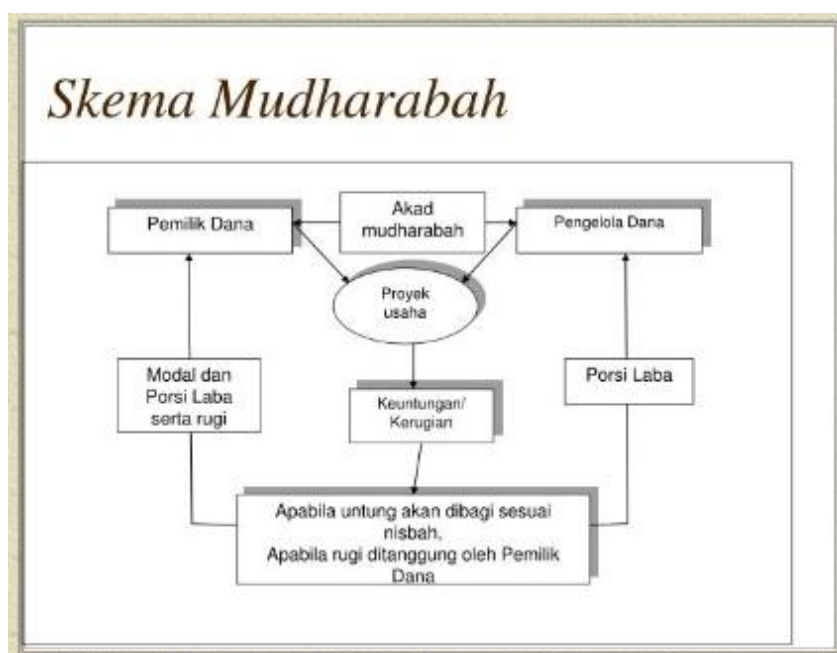 Skema Mudharabah
Pemilik Dana
Akad
mudharabah
Pengelola Dana
Proyek
usaha
Modal dan
Porsi Laba
serta rugi
Keuntungan/
Kerugian
Porsi Laba
Apabila untung akan dibagi sesuai
nisbah,
Apabila rugi ditanggung oleh Pemilik
Dana